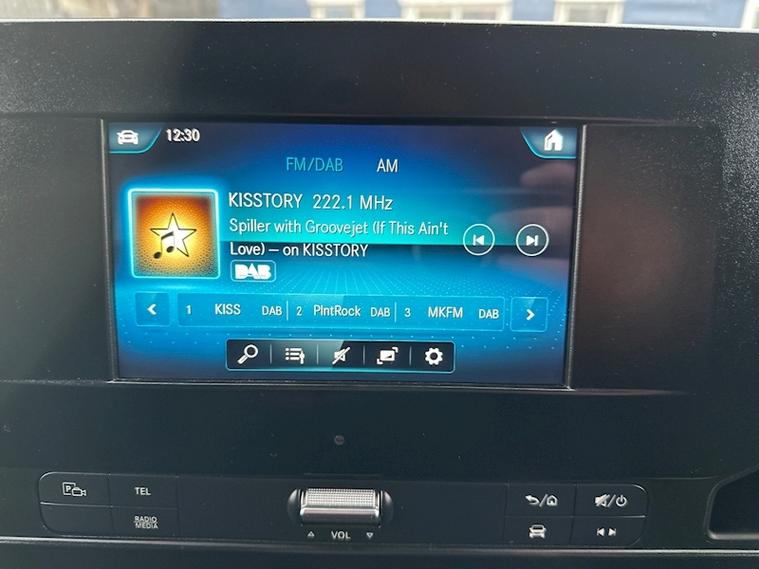 12:30
FM/DAB AM
KISSTORY 222.1 MHz
Spiller with Groovejet (If This Ain't
Love) – on KISSTORY
DAB
1 KISS DAB 2 PlntRock DAB 3 MKFM DAB
P TEL
RADIO
MEDIA
VOL